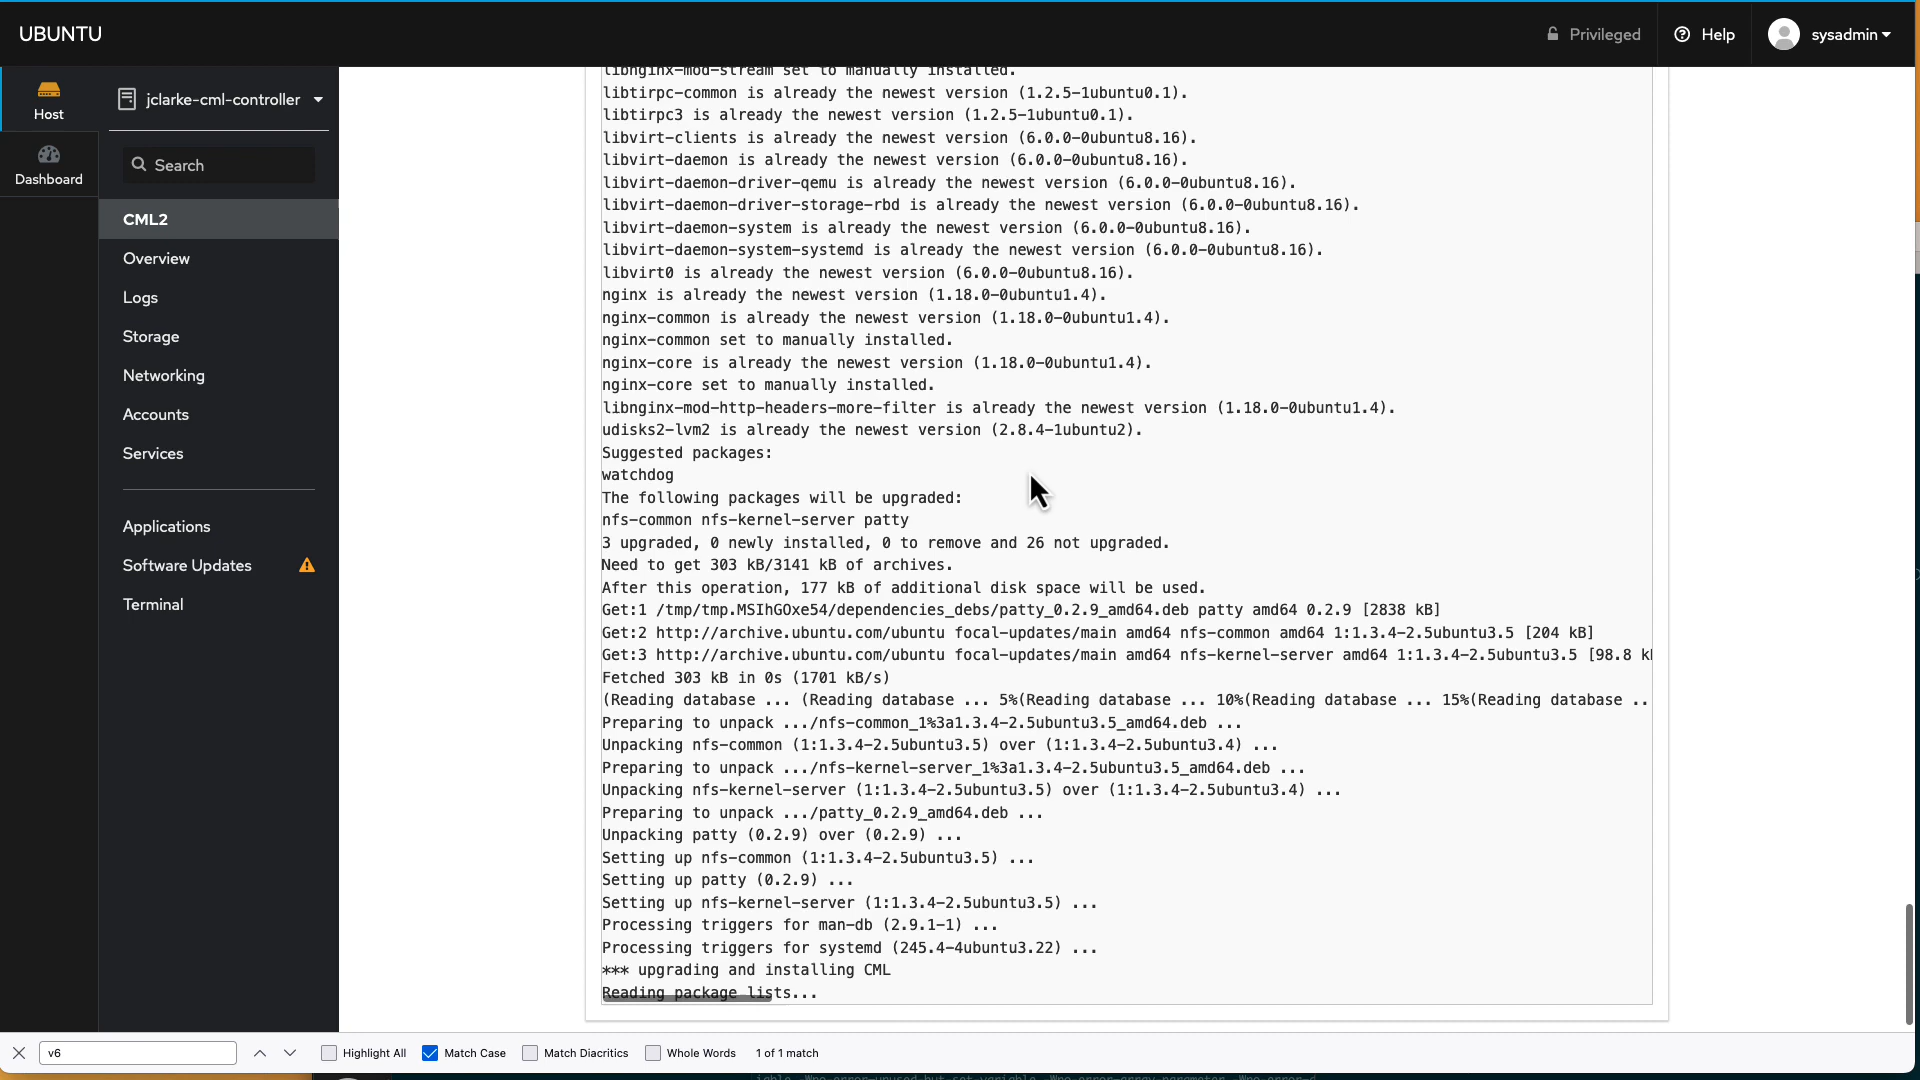 UBUNTU
Privileged
Help
sysadmin
Host
Dashboard
jclarke-cml-controller
Search
CML2
Overview
Logs
Storage
Networking
Accounts
Services
Applications
Software Updates
Terminal
libnginx-mod-stream set to manually installed.
libtirpc-common is already the newest version (1.2.5-1ubuntu0.1).
libtirpc3 is already the newest version (1.2.5-1ubuntu0.1).
libvirt-clients is already the newest version (6.0.0-0ubuntu8.16).
libvirt-daemon is already the newest version (6.0.0-0ubuntu8.16).
libvirt-daemon-driver-qemu is already the newest version (6.0.0-0ubuntu8.16).
libvirt-daemon-driver-storage-rbd is already the newest version (6.0.0-0ubuntu8.16).
libvirt-daemon-system is already the newest version (6.0.0-0ubuntu8.16).
libvirt-daemon-system-systemd is already the newest version (6.0.0-0ubuntu8.16).
libvirt0 is already the newest version (6.0.0-0ubuntu8.16).
nginx is already the newest version (1.18.0-0ubuntu1.4).
nginx-common is already the newest version (1.18.0-0ubuntu1.4).
nginx-common set to manually installed.
nginx-core is already the newest version (1.18.0-0ubuntu1.4).
nginx-core set to manually installed.
libnginx-mod-http-headers-more-filter is already the newest version (1.18.0-0ubuntu1.4).
udisks2-lvm2 is already the newest version (2.8.4-1ubuntu2).
Suggested packages:
watchdog
The following packages will be upgraded:
nfs-common nfs-kernel-server patty
3 upgraded, 0 newly installed, 0 to remove and 26 not upgraded.
Need to get 303 kB/3141 kB of archives.
After this operation, 177 kB of additional disk space will be used.
Get:1 /tmp/tmp.MSIhGOxe54/dependencies_debs/patty_0.2.9_amd64.deb patty amd64 0.2.9 [2838 kB]
Get:2 http://archive.ubuntu.com/ubuntu focal-updates/main amd64 nfs-common amd64 1:1.3.4-2.5ubuntu3.5 [204 kB]
Get:3 http://archive.ubuntu.com/ubuntu focal-updates/main amd64 nfs-kernel-server amd64 1:1.3.4-2.5ubuntu3.5 [98.8 k
Fetched 303 kB in 0s (1701 kB/s)
(Reading database ... (Reading database ... 5%(Reading database ... 10%(Reading database ... 15%(Reading database ..
Preparing to unpack .../nfs-common_1%3a1.3.4-2.5ubuntu3.5_amd64.deb ...
Unpacking nfs-common (1:1.3.4-2.5ubuntu3.5) over (1:1.3.4-2.5ubuntu3.4) ...
Preparing to unpack .../nfs-kernel-server_1%3a1.3.4-2.5ubuntu3.5_amd64.deb ...
Unpacking nfs-kernel-server (1:1.3.4-2.5ubuntu3.5) over (1:1.3.4-2.5ubuntu3.4) ...
Preparing to unpack .../patty_0.2.9_amd64.deb ...
Unpacking patty (0.2.9) over (0.2.9) ...
Setting up nfs-common (1:1.3.4-2.5ubuntu3.5) ...
Setting up patty (0.2.9) ...
Setting up nfs-kernel-server (1:1.3.4-2.5ubuntu3.5) ...
Processing triggers for man-db (2.9.1-1) ...
Processing triggers for systemd (245.4-4ubuntu3.22) ...
*** upgrading and installing CML
Reading package lists...
v6
Highlight All
Match Case
Match Diacritics
Whole Words
1 of 1 match